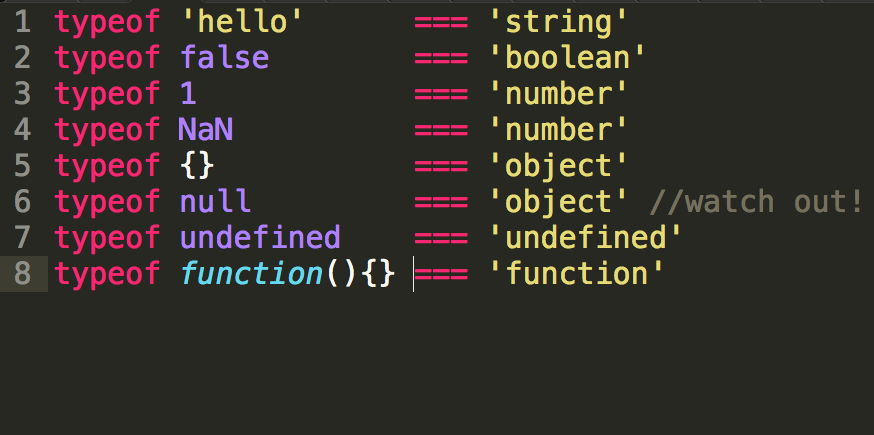 1 typeof 'hello'       === 'string'
2 typeof false         === 'boolean'
3 typeof 1             === 'number'
4 typeof NaN           === 'number'
5 typeof {}            === 'object'
6 typeof null          === 'object' //watch out!
7 typeof undefined     === 'undefined'
8 typeof function(){} === 'function'